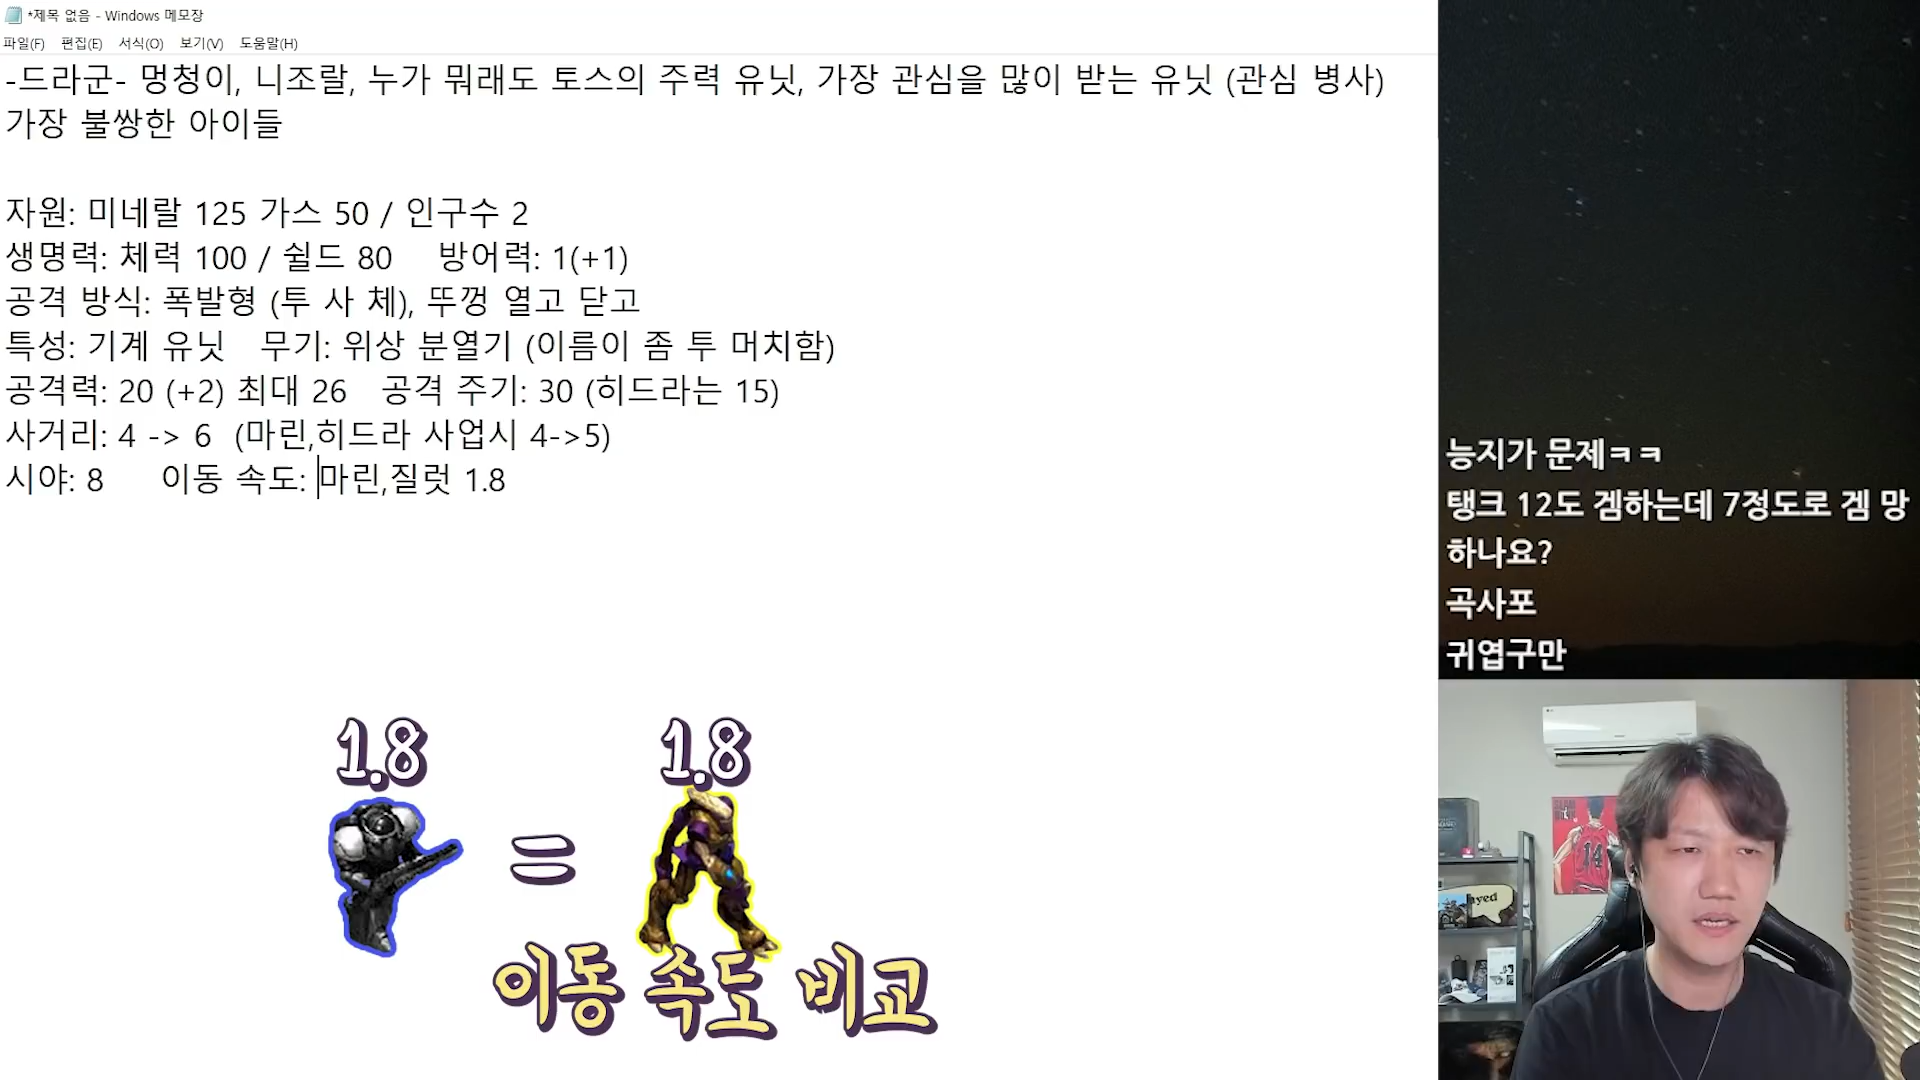 *제목 없음 - Windows 메모장
파일(F) 편집(E) 서식(O) 보기(V) 도움말(H)
-드라군- 멍청이, 니조랄, 누가 뭐래도 토스의 주력 유닛, 가장 관심을 많이 받는 유닛 (관심 병사)
가장 불쌍한 아이들
자원: 미네랄 125 가스 50 / 인구수 2
생명력: 체력 100 / 쉴드 80 방어력: 1(+1)
공격 방식: 폭발형 (투 사 체), 뚜껑 열고 닫고
특성: 기계 유닛 무기: 위상 분열기 (이름이 좀 투 머치함)
공격력: 20 (+2) 최대 26 공격 주기: 30 (히드라는 15)
사거리: 4 -> 6 (마린,히드라 사업시 4->5)
시야: 8 이동 속도: 마린,질럿 1.8
1.8 1.8
=
이동 속도 비교
능지가 문제ㅋㅋ
탱크 12도 겜하는데 7정도로 겜 망
하나요?
곡사포
귀엽구만
14